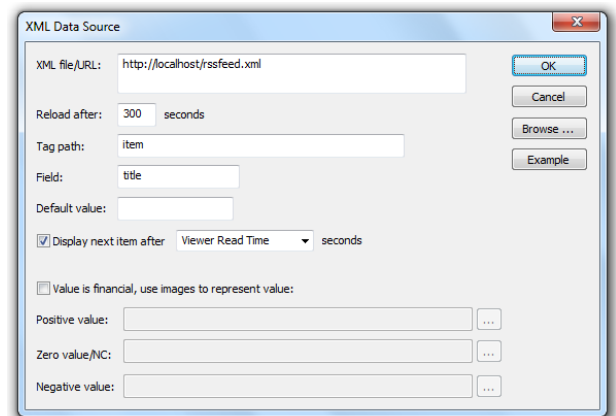 XML Data Source
XML file/URL: http://localhost/rssfeed.xml
OK
Cancel
Reload after: 300 seconds
Browse ...
Tag path: item
Example
Field: title
Default value:
Display next item after Viewer Read Time seconds
Value is financial, use images to represent value:
Positive value: ...
Zero value/NC: ...
Negative value: ...